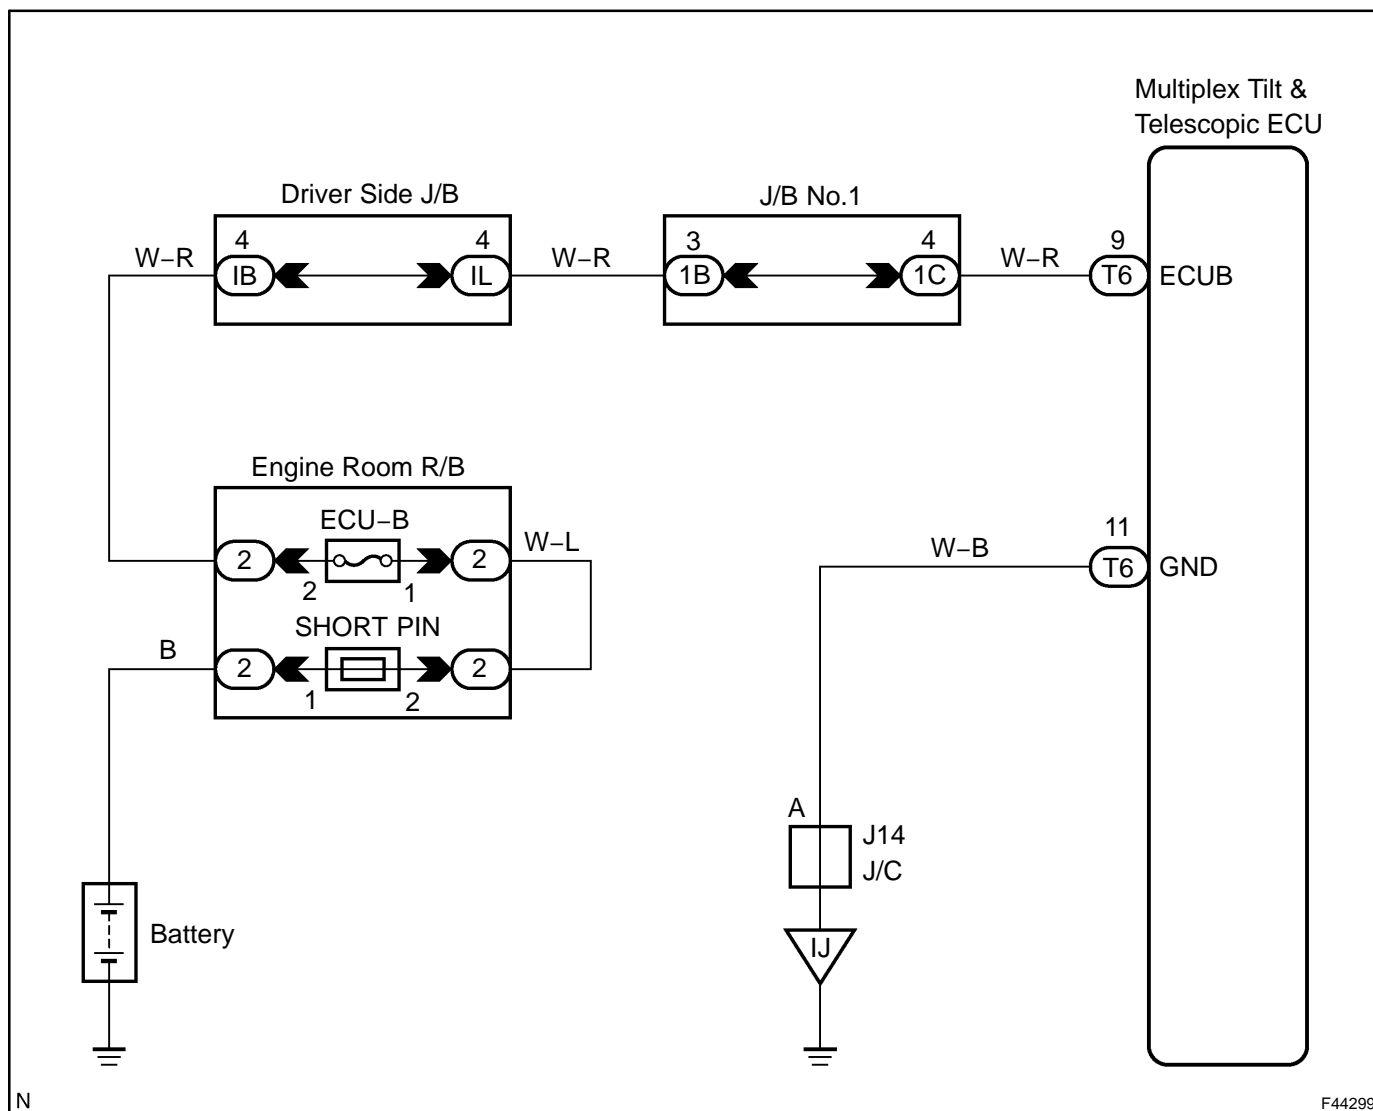 Multiplex Tilt &
Telescopic ECU
Driver Side J/B
J/B No.1
4
4
3
4
9
W–R
W–R
W–R
IB
IL
1B
1C
T6
ECUB
Engine Room R/B
ECU–B
W–L
2
2
2
1
SHORT PIN
B
2
2
1
2
11
W–B
T6
GND
A
J14
J/C
IJ
Battery
N
F44299